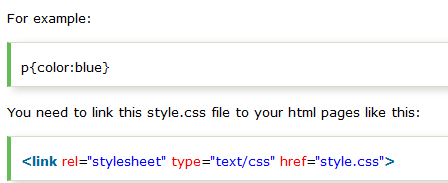 For example:
p{color:blue}
You need to link this style.css file to your html pages like this:
<link rel="stylesheet" type="text/css" href="style.css">